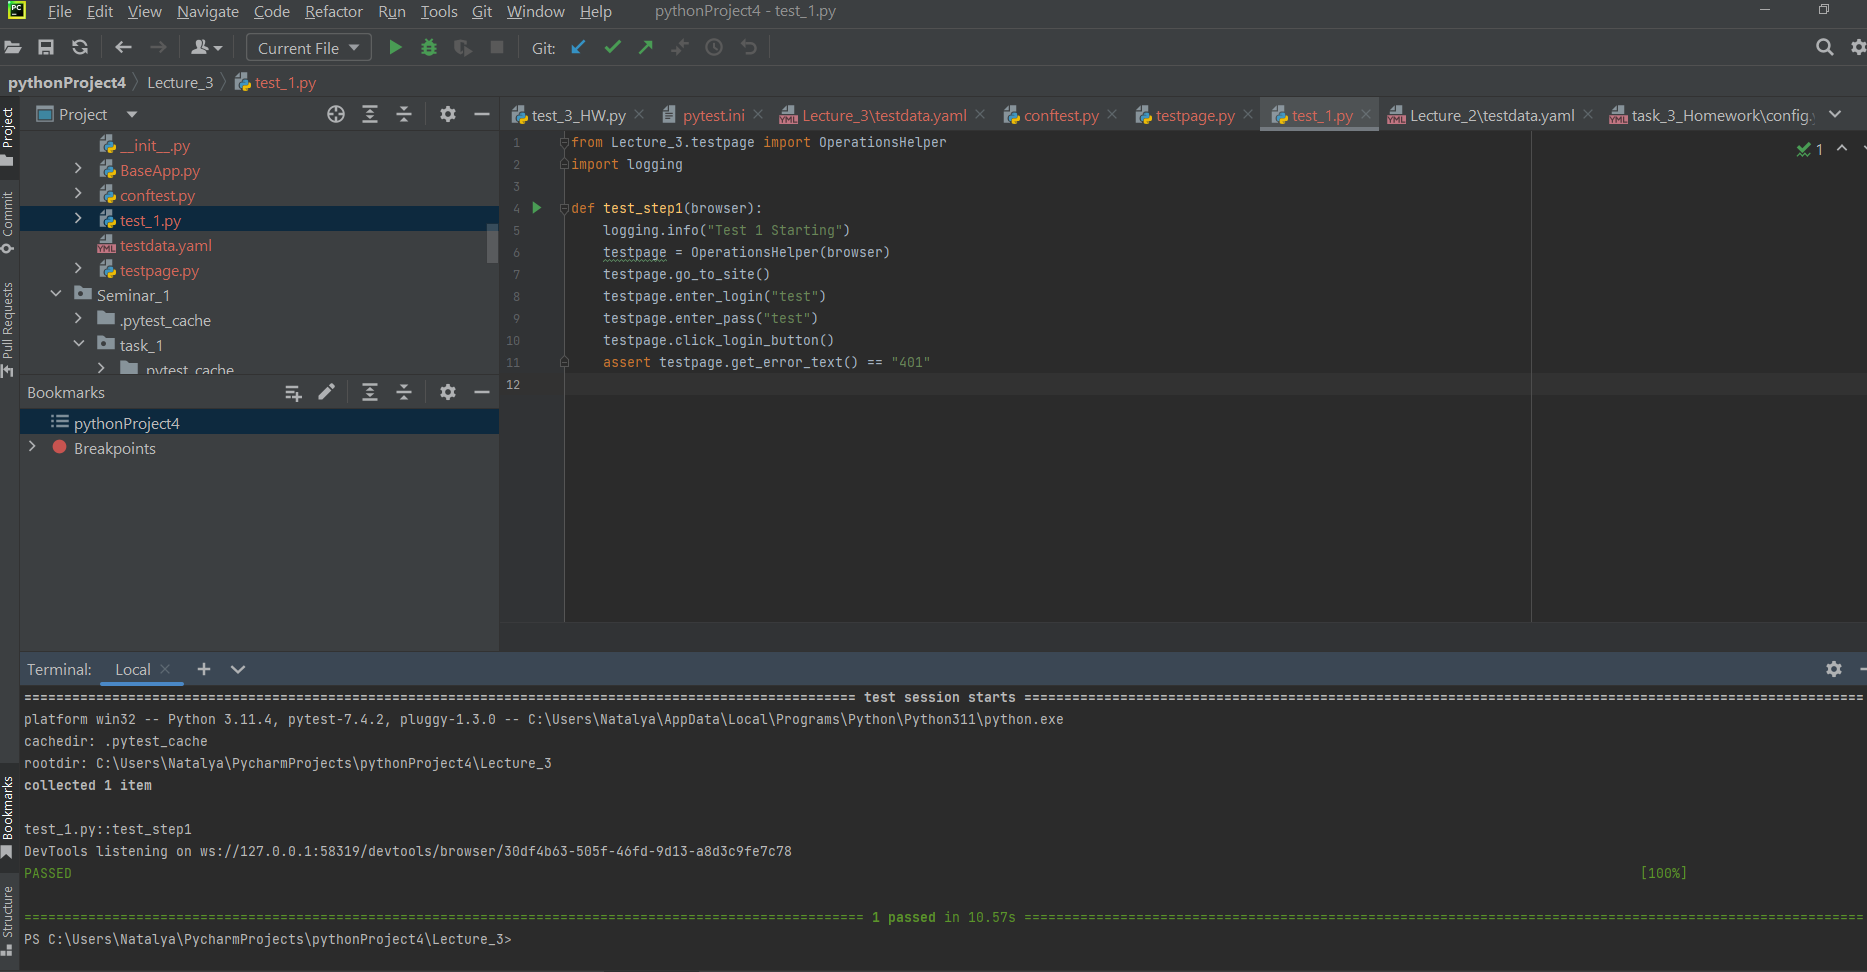 PC File Edit View Navigate Code Refactor Run Tools Git Window Help pythonProject4 - test_1.py
Current File Git:
pythonProject4 Lecture_3 test_1.py
Project
Commit
Pull Requests
Bookmarks
Structure
Project
__init__.py
BaseApp.py
conftest.py
test_1.py
YML testdata.yaml
testpage.py
Seminar_1
.pytest_cache
task_1
.pytest_cache
Bookmarks
pythonProject4
Breakpoints
test_3_HW.py pytest.ini YML Lecture_3\testdata.yaml conftest.py testpage.py test_1.py YML Lecture_2\testdata.yaml YML task_3_Homework\config.
1 from Lecture_3.testpage import OperationsHelper
2 import logging
3
4 def test_step1(browser):
5 logging.info("Test 1 Starting")
6 testpage = OperationsHelper(browser)
7 testpage.go_to_site()
8 testpage.enter_login("test")
9 testpage.enter_pass("test")
10 testpage.click_login_button()
11 assert testpage.get_error_text() == "401"
12
1
Terminal: Local
======================================================================================================== test session starts =========================================================================================================
platform win32 -- Python 3.11.4, pytest-7.4.2, pluggy-1.3.0 -- C:\Users\Natalya\AppData\Local\Programs\Python\Python311\python.exe
cachedir: .pytest_cache
rootdir: C:\Users\Natalya\PycharmProjects\pythonProject4\Lecture_3
collected 1 item
test_1.py::test_step1
DevTools listening on ws://127.0.0.1:58319/devtools/browser/30df4b63-505f-46fd-9d13-a8d3c9fe7c78
PASSED [100%]
========================================================================================================= 1 passed in 10.57s =========================================================================================================
PS C:\Users\Natalya\PycharmProjects\pythonProject4\Lecture_3>